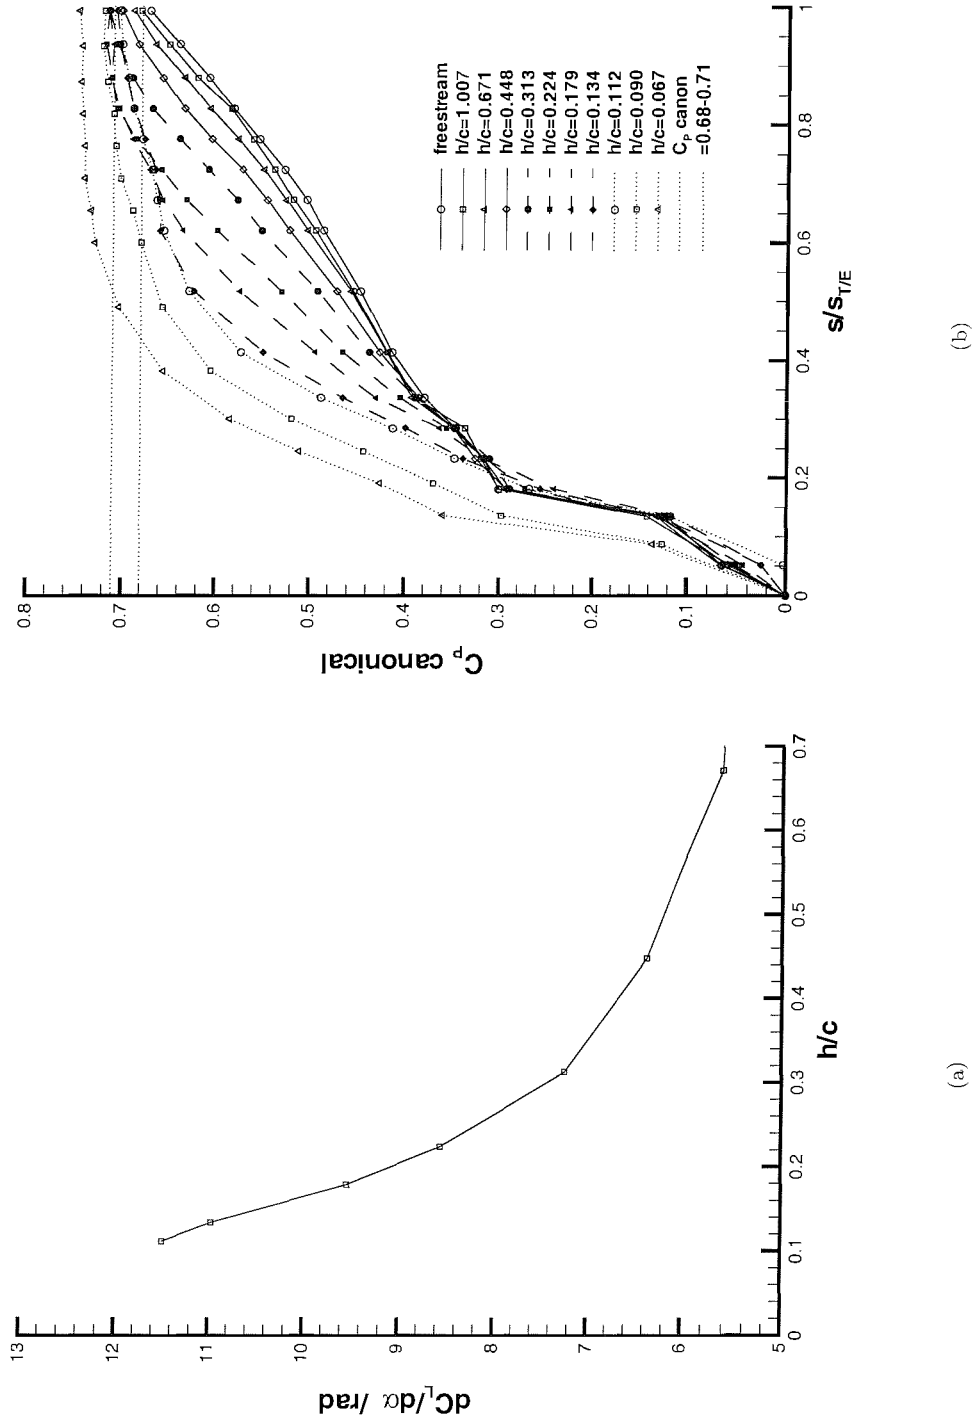 13
12
11
10
9
8
7
6
5
dCL/dα /rad
0
0.1
0.2
0.3
0.4
0.5
0.6
0.7
h/c
(a)
0.8
0.7
0.6
0.5
0.4
0.3
0.2
0.1
0
Cp canonical
0
0.2
0.4
0.6
0.8
1
s/sT/E
freestream
h/c=1.007
h/c=0.671
h/c=0.448
h/c=0.313
h/c=0.224
h/c=0.179
h/c=0.134
h/c=0.112
h/c=0.090
h/c=0.067
CP canon
=0.68-0.71
(b)